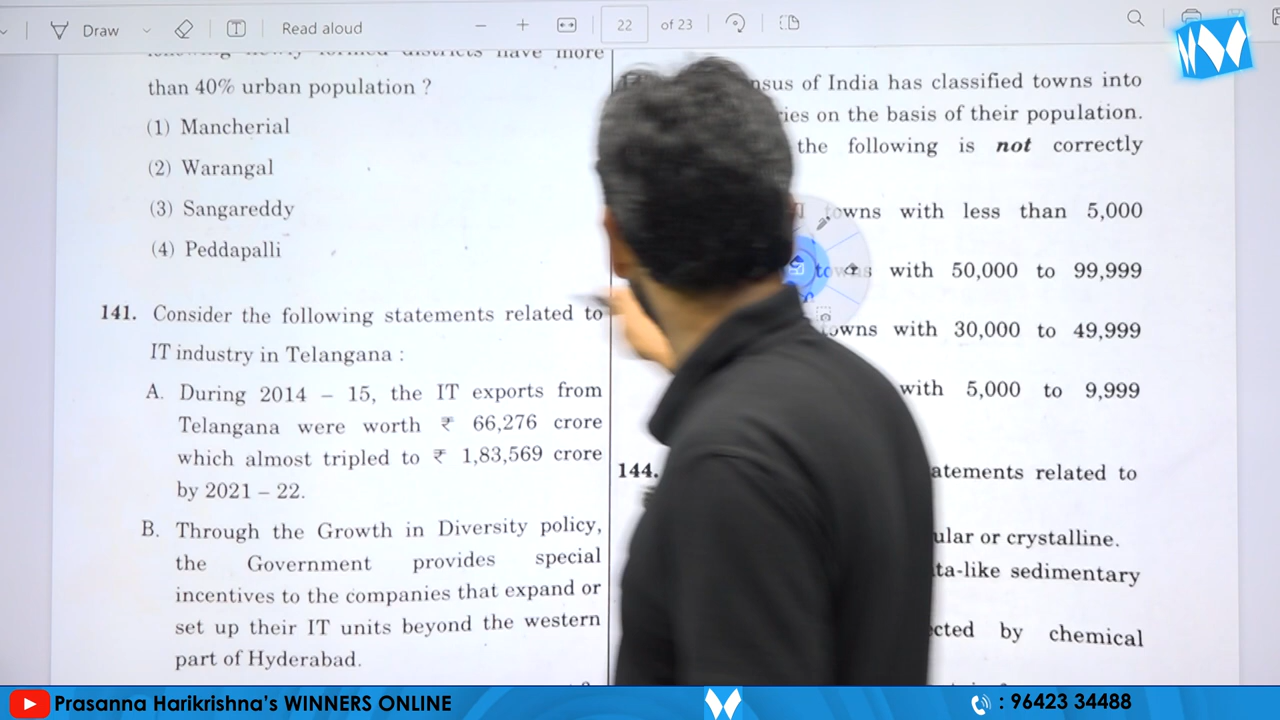 Draw
Read aloud
22
of 23
than 40% urban population ?
(1) Mancherial
(2) Warangal
(3) Sangareddy
(4) Peddapalli
141. Consider the following statements related to
IT industry in Telangana :
A. During 2014 – 15, the IT exports from
Telangana were worth ₹ 66,276 crore
which almost tripled to ₹ 1,83,569 crore
by 2021 – 22.
B. Through the Growth in Diversity policy,
the Government provides special
incentives to the companies that expand or
set up their IT units beyond the western
part of Hyderabad.
of India has classified towns into
on the basis of their population.
the following is not correctly
towns with less than 5,000
with 50,000 to 99,999
towns with 30,000 to 49,999
with 5,000 to 9,999
144.
related to
or crystalline.
sedimentary
by chemical
Prasanna Harikrishna's WINNERS ONLINE
: 96423 34488